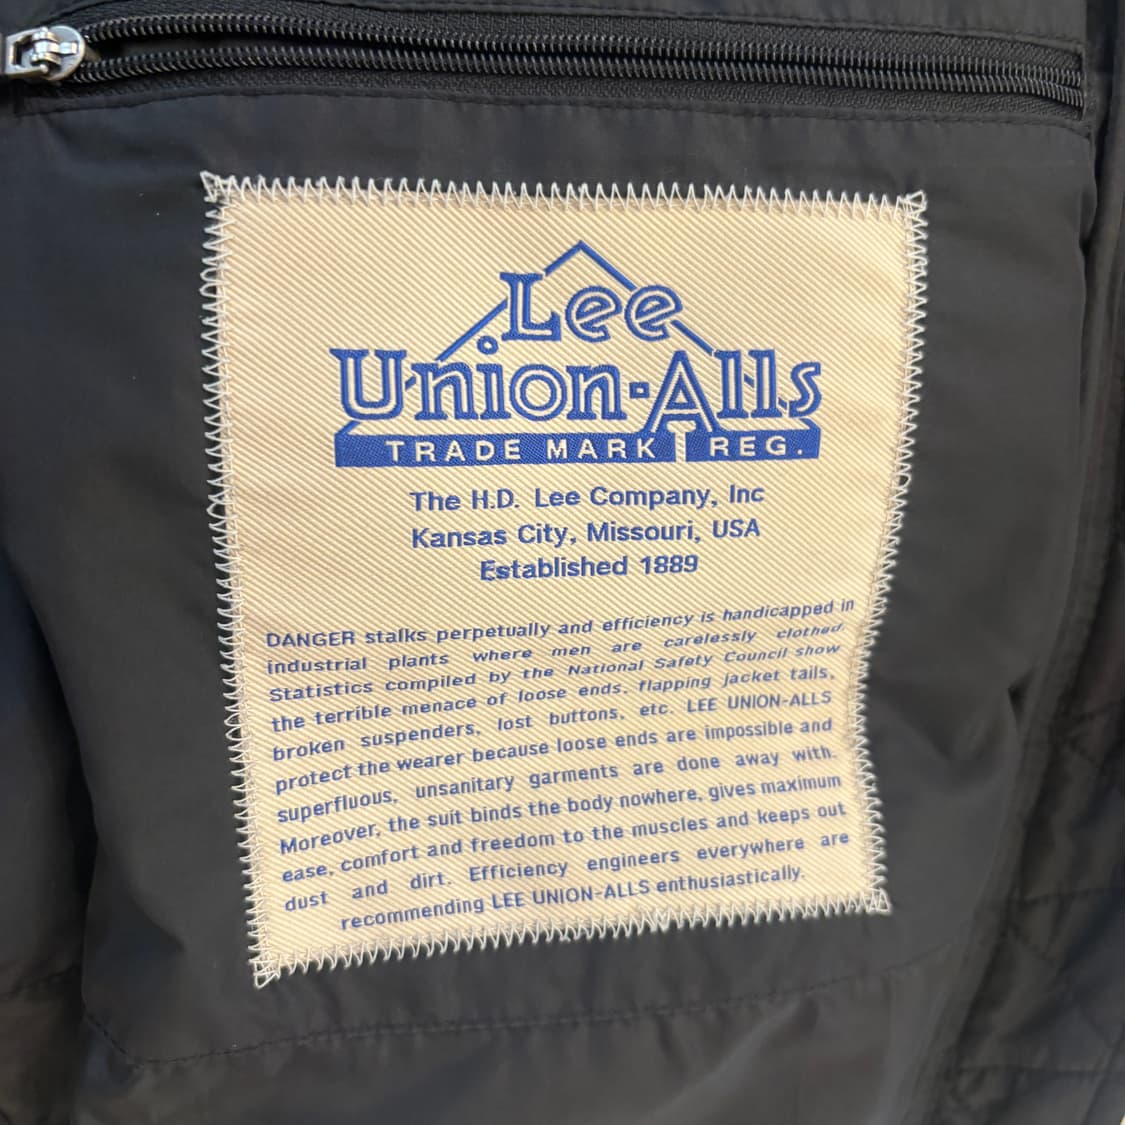 Lee
Union-Alls
TRADE MARK REG.
The H.D. Lee Company, Inc
Kansas City, Missouri, USA
Established 1889
DANGER stalks perpetually and efficiency is handicapped in
industrial plants where men are carelessly clothed.
Statistics compiled by the National Safety Council show
the terrible menace of loose ends, flapping jacket tails,
broken suspenders, lost buttons, etc. LEE UNION-ALLS
protect the wearer because loose ends are impossible and
superfluous, unsanitary garments are done away with.
Moreover, the suit binds the body nowhere, gives maximum
ease, comfort and freedom to the muscles and keeps out
dust and dirt. Efficiency engineers everywhere are
recommending LEE UNION-ALLS enthusiastically.